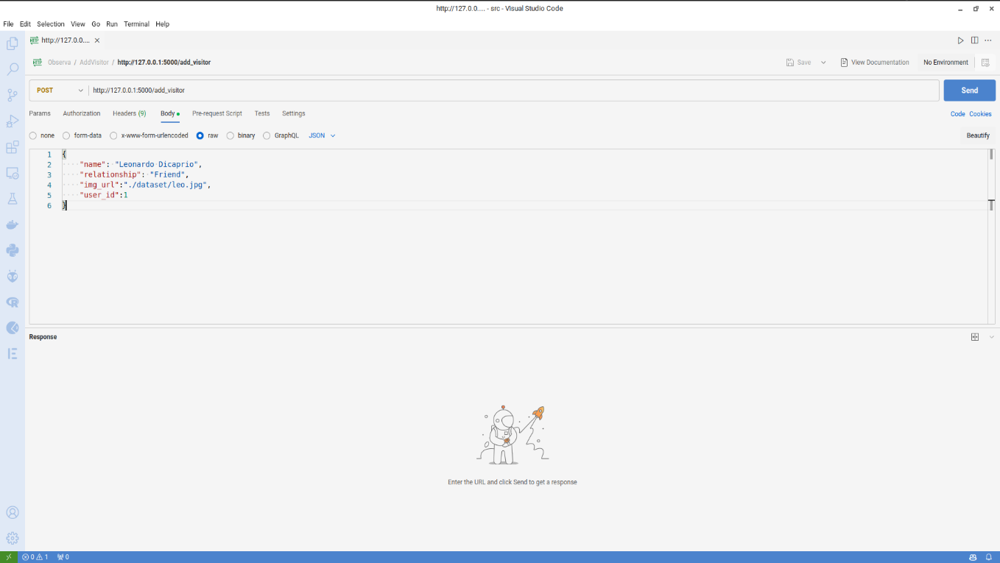 http://127.0.0.... - src - Visual Studio Code
File Edit Selection View Go Run Terminal Help
http://127.0.0....
Observa / AddVisitor / http://127.0.0.1:5000/add_visitor
Save View Documentation No Environment
POST http://127.0.0.1:5000/add_visitor Send
Params Authorization Headers (9) Body Pre-request Script Tests Settings Code Cookies
none form-data x-www-form-urlencoded raw binary GraphQL JSON Beautify
1 {
2 "name": "Leonardo Dicaprio",
3 "relationship": "Friend",
4 "img_url":"./dataset/leo.jpg",
5 "user_id":1
6 }
Response
Enter the URL and click Send to get a response
0 1 0